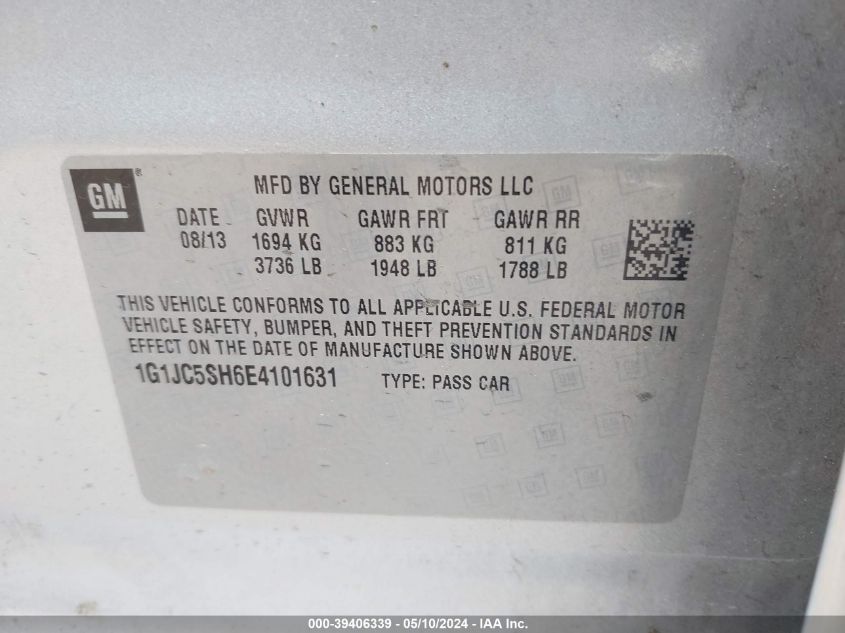 GM ®
MFD BY GENERAL MOTORS LLC
DATE GVWR GAWR FRT GAWR RR
08/13 1694 KG 883 KG 811 KG
3736 LB 1948 LB 1788 LB
THIS VEHICLE CONFORMS TO ALL APPLICABLE U.S. FEDERAL MOTOR
VEHICLE SAFETY, BUMPER, AND THEFT PREVENTION STANDARDS IN
EFFECT ON THE DATE OF MANUFACTURE SHOWN ABOVE.
1G1JC5SH6E4101631 TYPE: PASS CAR
000-39406339 - 05/10/2024 - IAA Inc.